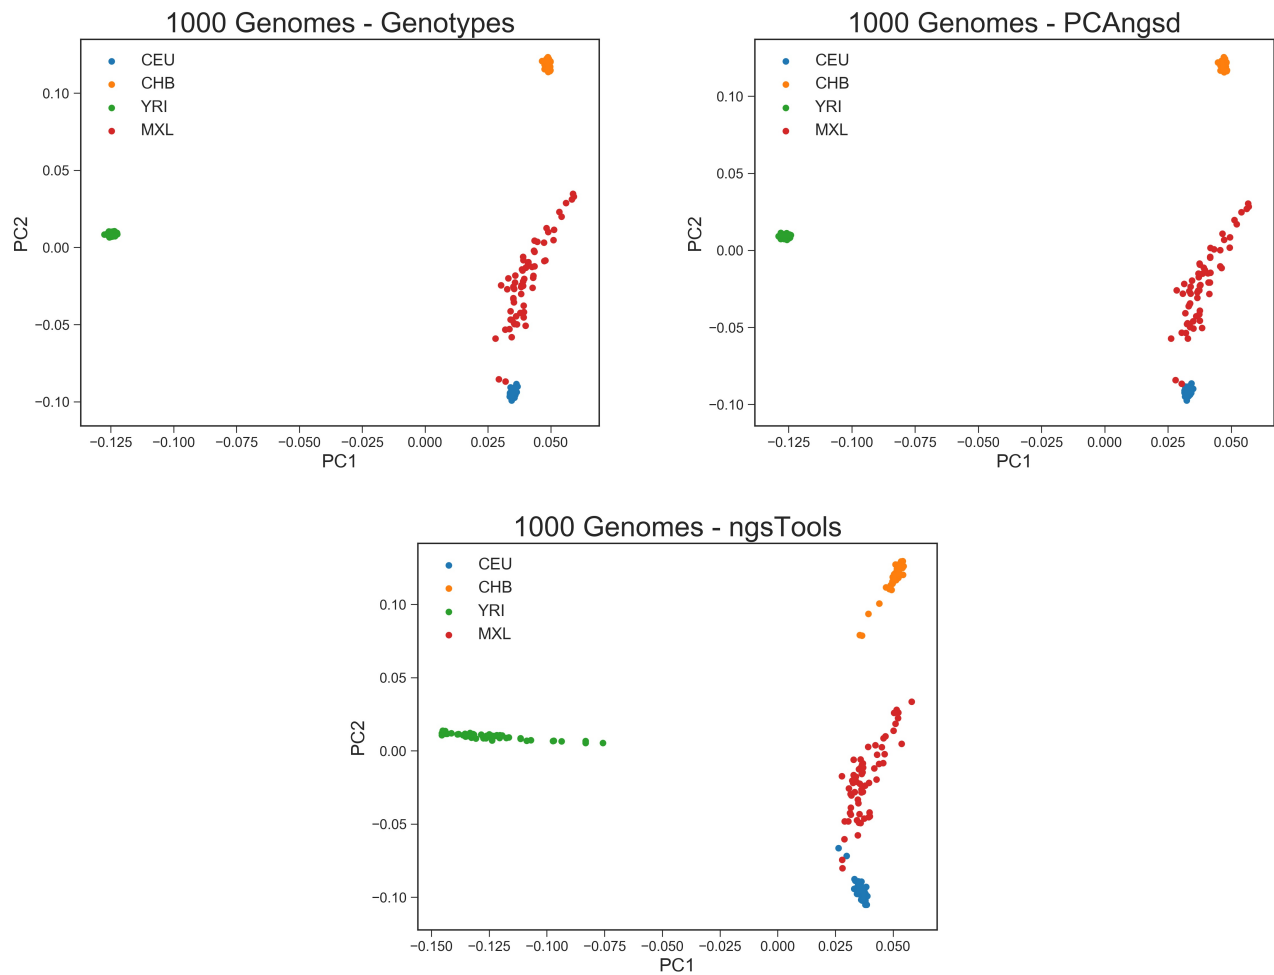 1000 Genomes - Genotypes
CEU
CHB
YRI
MXL
0.10
0.05
0.00
−0.05
−0.10
PC2
−0.125 −0.100 −0.075 −0.050 −0.025 0.000 0.025 0.050
PC1
1000 Genomes - PCAngsd
CEU
CHB
YRI
MXL
0.10
0.05
0.00
−0.05
−0.10
PC2
−0.125 −0.100 −0.075 −0.050 −0.025 0.000 0.025 0.050
PC1
1000 Genomes - ngsTools
CEU
CHB
YRI
MXL
0.10
0.05
0.00
−0.05
−0.10
PC2
−0.150 −0.125 −0.100 −0.075 −0.050 −0.025 0.000 0.025 0.050
PC1